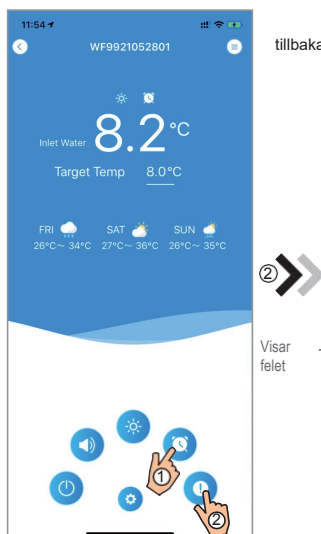 11:54
WF9921052801
tillbaka
Inlet Water 8.2°C
Target Temp 8.0°C
FRI SAT SUN
26°C~ 34°C 27°C~ 36°C 26°C~ 35°C
②
Visar
felet
①
②